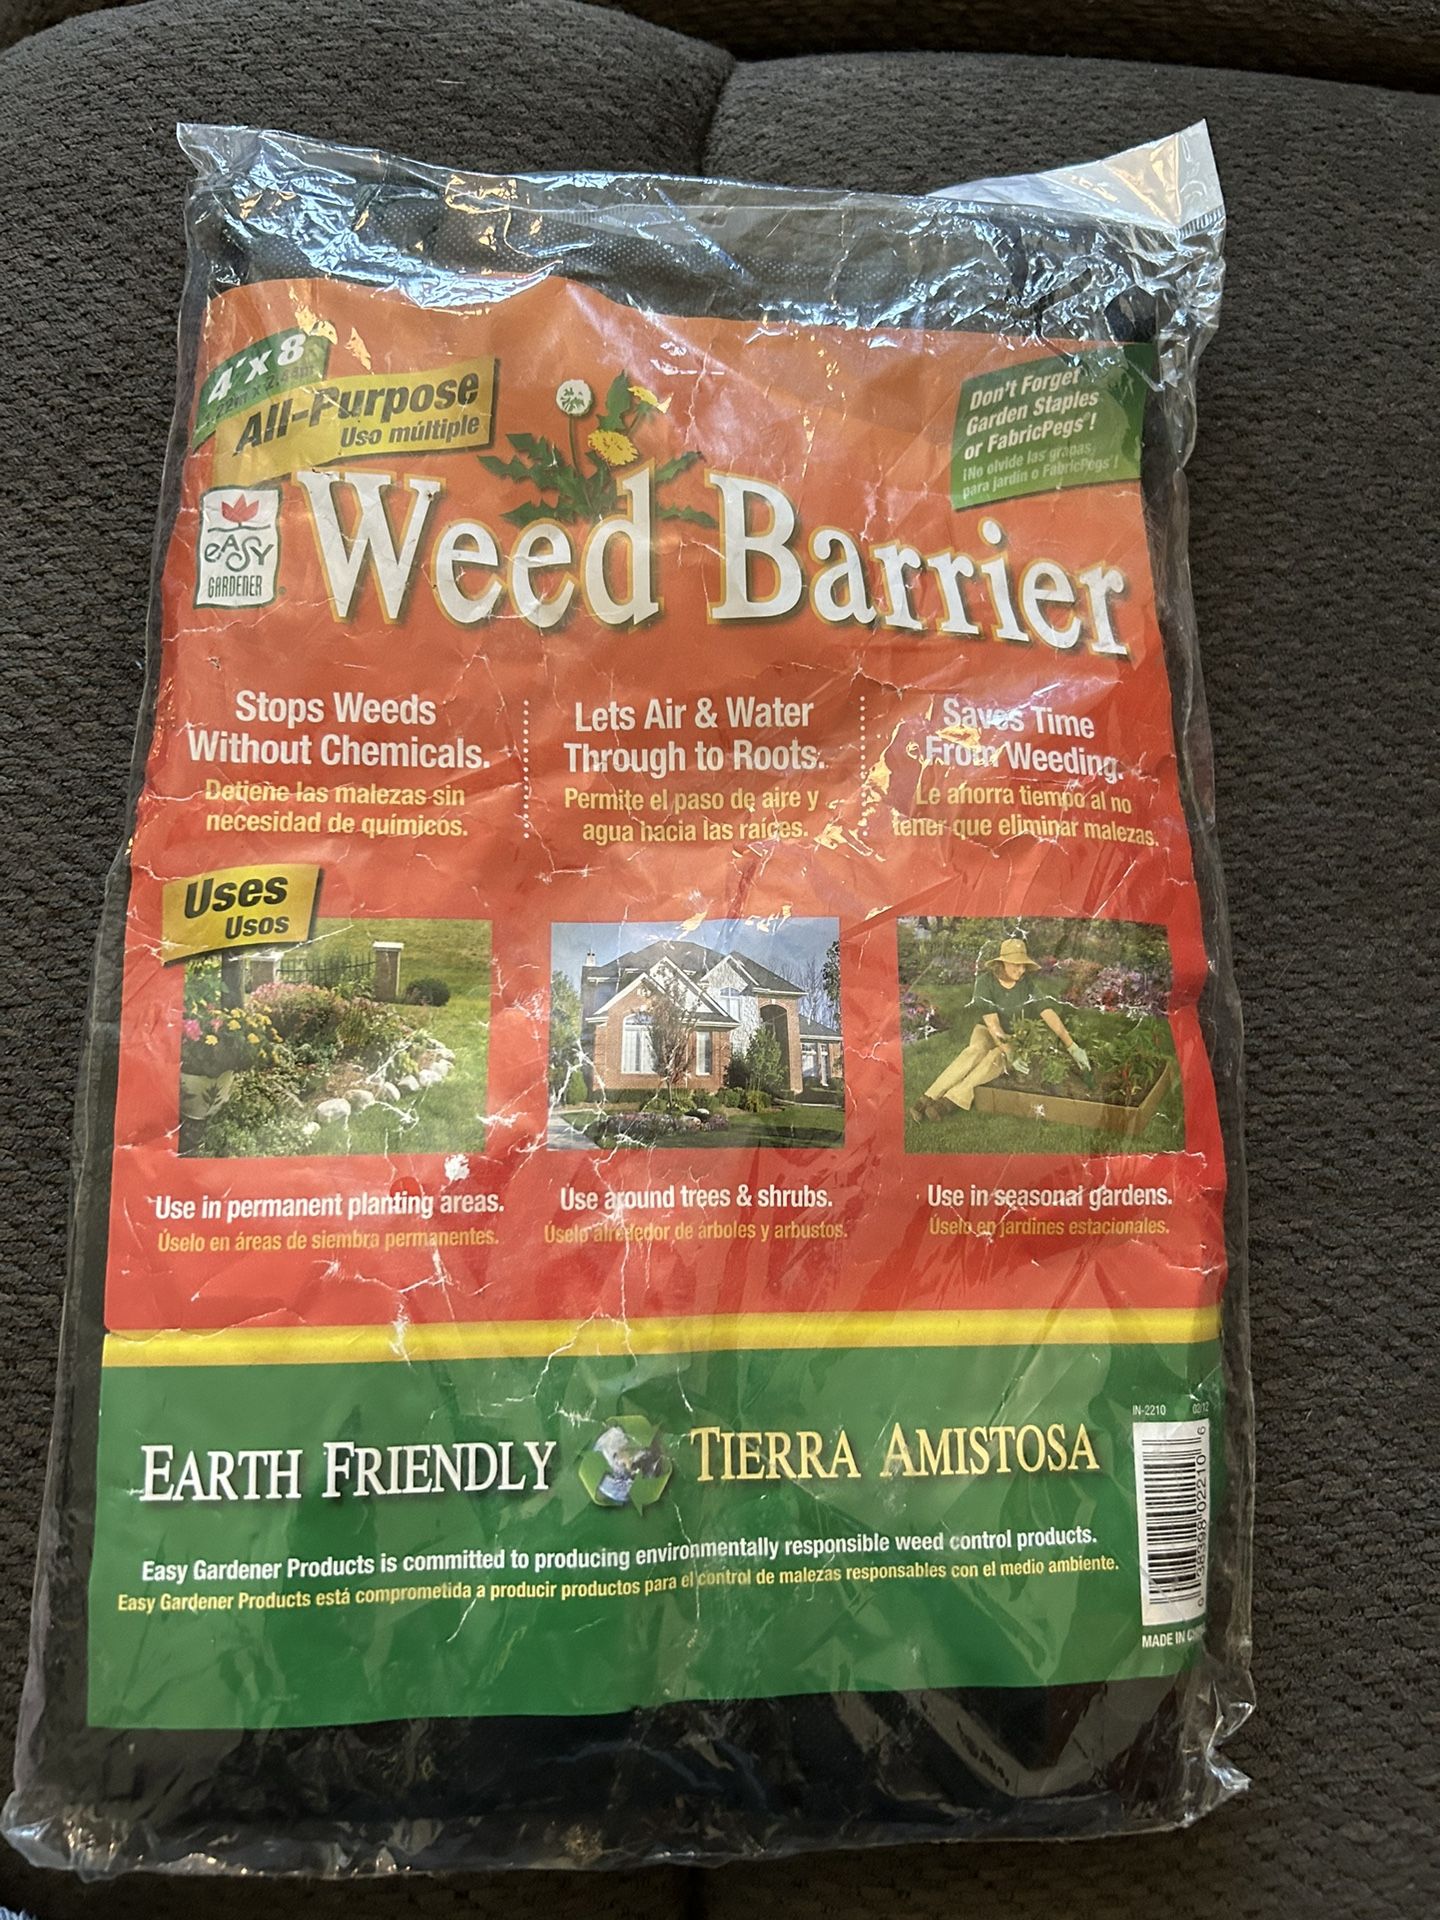 4' x 8'
All-Purpose
Uso múltiple
Don't Forget
Garden Staples
or FabricPegs®!
¡No olvide las grapas
para jardín o FabricPegs®!
easy
GARDENER®
Weed Barrier
Stops Weeds
Without Chemicals.
Detiene las malezas sin
necesidad de químicos.
Lets Air & Water
Through to Roots.
Permite el paso de aire y
agua hacia las raíces.
Saves Time
From Weeding.
Le ahorra tiempo al no
tener que eliminar malezas.
Uses
Usos
Use in permanent planting areas.
Úselo en áreas de siembra permanentes.
Use around trees & shrubs.
Úselo alrededor de árboles y arbustos.
Use in seasonal gardens.
Úselo en jardines estacionales.
EARTH FRIENDLY
TIERRA AMISTOSA
Easy Gardener Products is committed to producing environmentally responsible weed control products.
Easy Gardener Products está comprometida a producir productos para el control de malezas responsables con el medio ambiente.
IN-2210 02/12
0 28398 02210 6
MADE IN